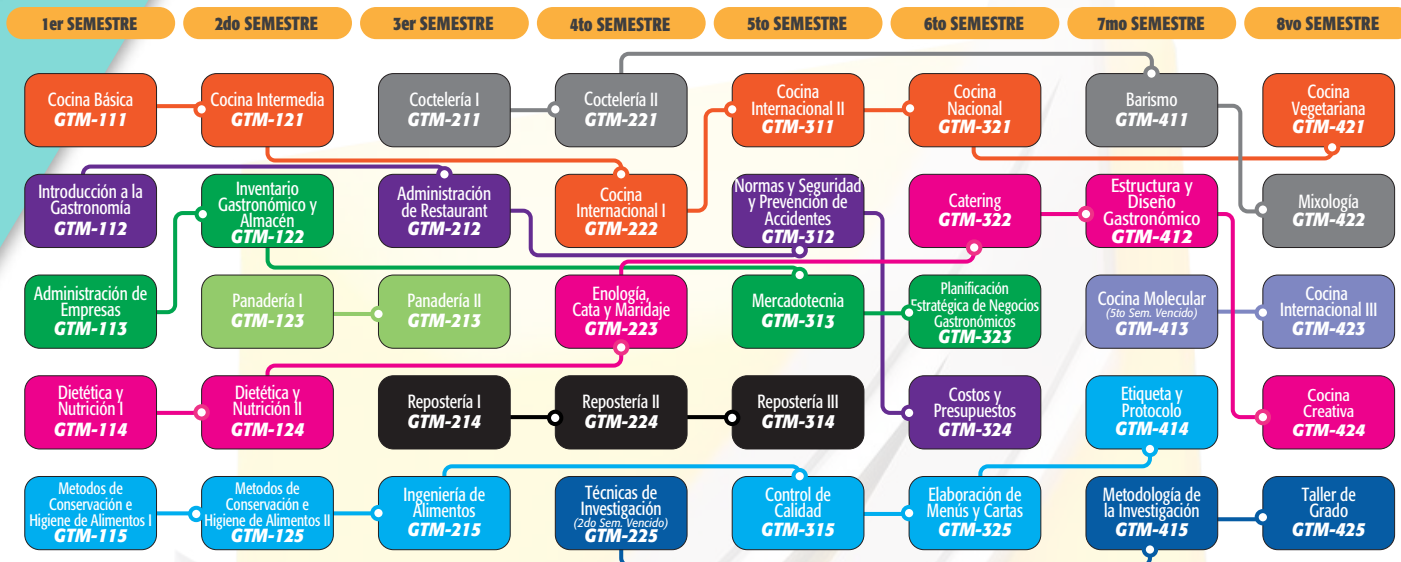 1er SEMESTRE
2do SEMESTRE
3er SEMESTRE
4to SEMESTRE
5to SEMESTRE
6to SEMESTRE
7mo SEMESTRE
8vo SEMESTRE
Cocina Básica
GTM-111
Cocina Intermedia
GTM-121
Coctelería I
GTM-211
Coctelería II
GTM-221
Cocina
Internacional II
GTM-311
Cocina
Nacional
GTM-321
Barismo
GTM-411
Cocina
Vegetariana
GTM-421
Introducción a la
Gastronomía
GTM-112
Inventario
Gastronómico y
Almacén
GTM-122
Administración
de Restaurant
GTM-212
Cocina
Internacional I
GTM-222
Normas y Seguridad
y Prevención de
Accidentes
GTM-312
Catering
GTM-322
Estructura y
Diseño
Gastronómico
GTM-412
Mixología
GTM-422
Administración de
Empresas
GTM-113
Panadería I
GTM-123
Panadería II
GTM-213
Enología,
Cata y Maridaje
GTM-223
Mercadotecnia
GTM-313
Planificación
Estratégica de Negocios
Gastronómicos
GTM-323
Cocina Molecular
(5to Sem. Vencido)
GTM-413
Cocina
Internacional III
GTM-423
Dietética y
Nutrición I
GTM-114
Dietética y
Nutrición II
GTM-124
Repostería I
GTM-214
Repostería II
GTM-224
Repostería III
GTM-314
Costos y
Presupuestos
GTM-324
Etiqueta y
Protocolo
GTM-414
Cocina
Creativa
GTM-424
Metodos de
Conservación e
Higiene de Alimentos I
GTM-115
Metodos de
Conservación e
Higiene de Alimentos II
GTM-125
Ingeniería de
Alimentos
GTM-215
Técnicas de
Investigación
(2do Sem. Vencido)
GTM-225
Control de
Calidad
GTM-315
Elaboración de
Menús y Cartas
GTM-325
Metodología de
la Investigación
GTM-415
Taller de
Grado
GTM-425